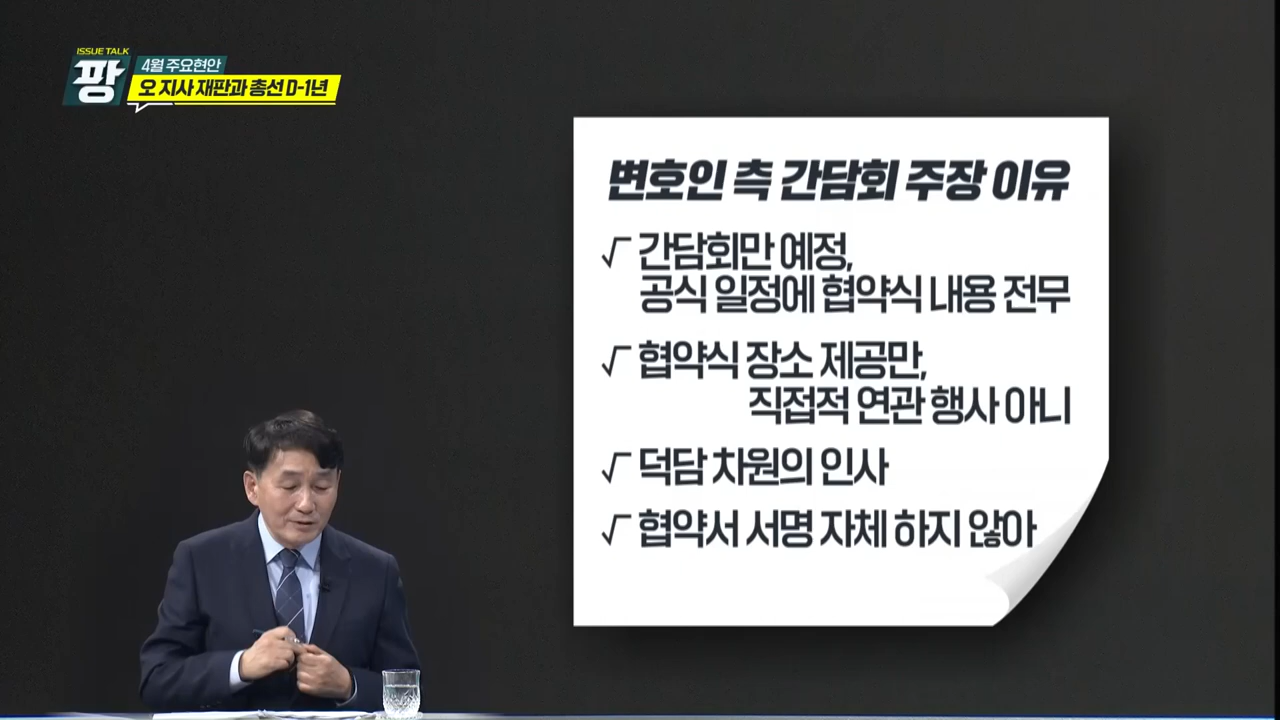 ISSUE TALK
팡
4월 주요현안
오 지사 재판과 총선 D-1년
변호인 측 간담회 주장 이유
√ 간담회만 예정,
공식 일정에 협약식 내용 전무
√ 협약식 장소 제공만,
직접적 연관 행사 아니
√ 덕담 차원의 인사
√ 협약서 서명 자체 하지 않아